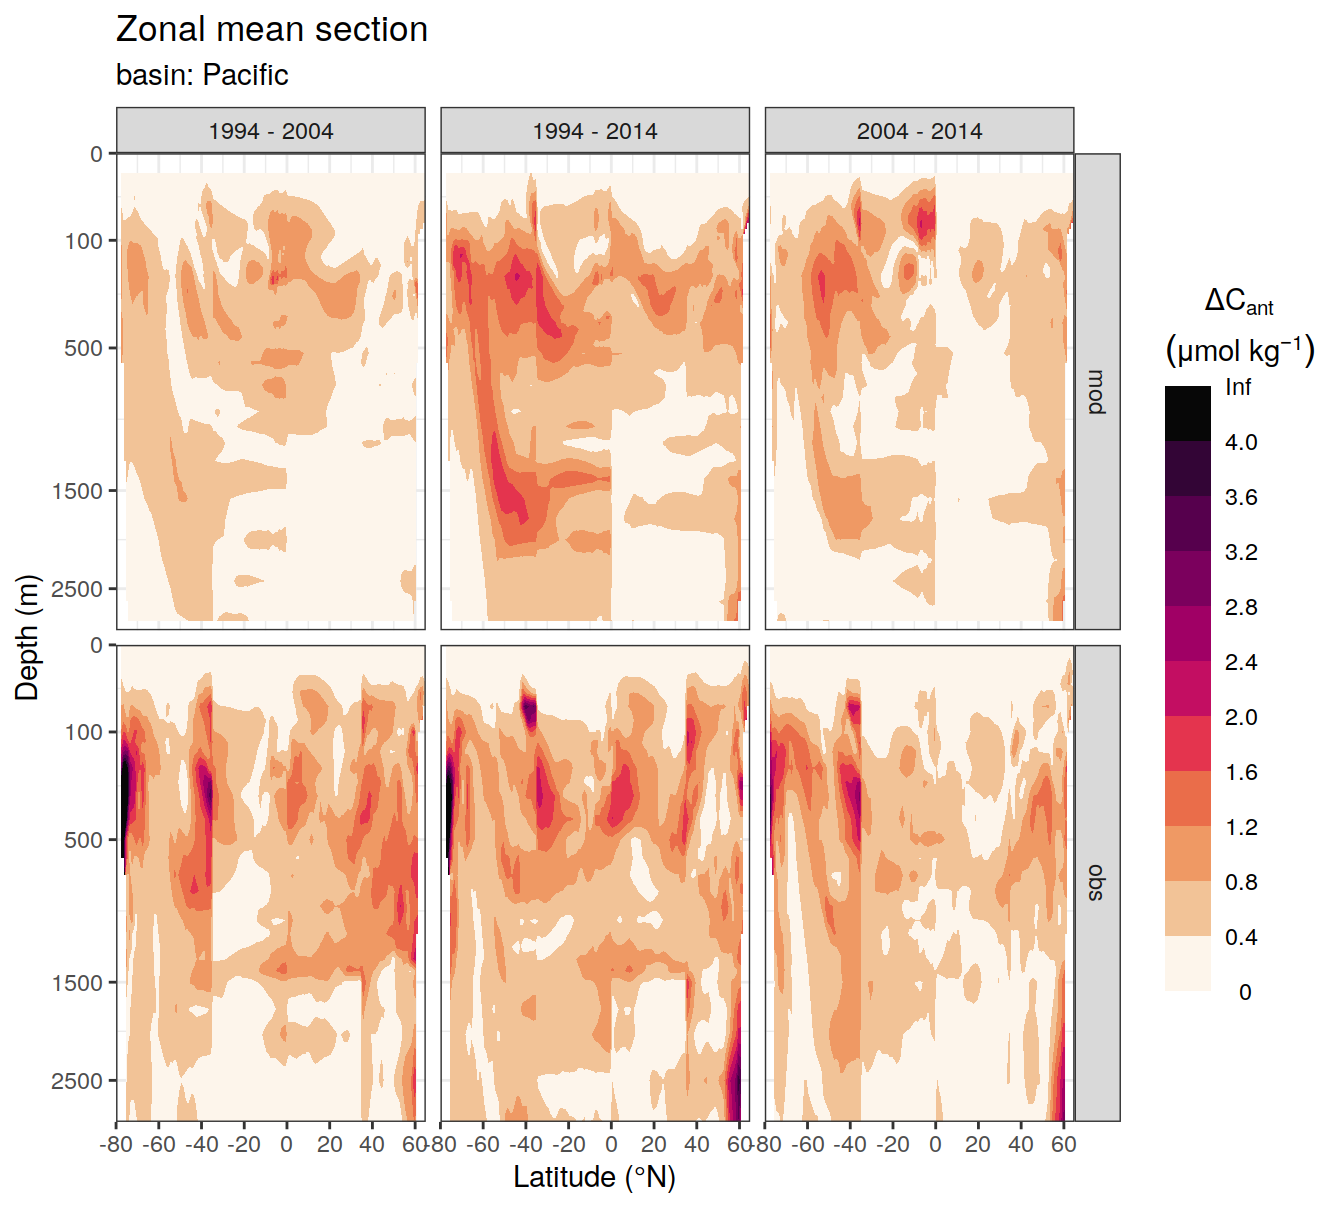 Zonal mean section
basin: Pacific
1994 - 2004
1994 - 2014
2004 - 2014
0
100
500
1500
2500
mod
0
100
500
1500
2500
obs
Depth (m)
-80 -60 -40 -20 0 20 40 60
-80 -60 -40 -20 0 20 40 60
-80 -60 -40 -20 0 20 40 60
Latitude (°N)
ΔCant
(μmol kg⁻¹)
Inf
4.0
3.6
3.2
2.8
2.4
2.0
1.6
1.2
0.8
0.4
0